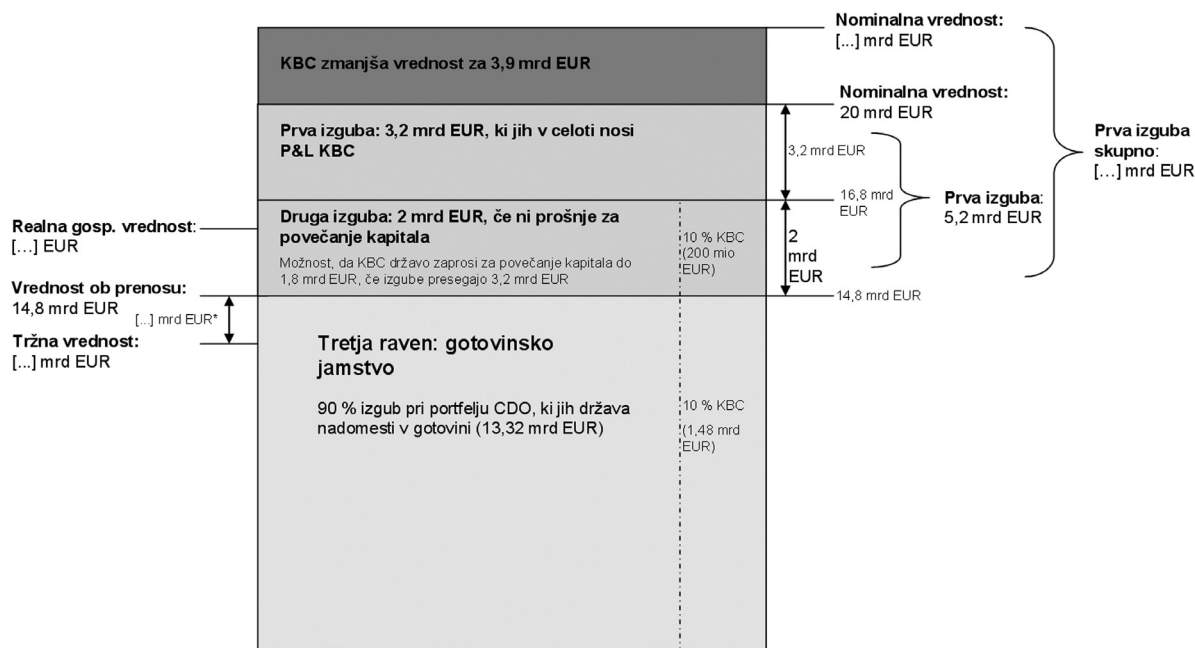 Nominalna vrednost:
[...] mrd EUR
KBC zmanjša vrednost za 3,9 mrd EUR
Nominalna vrednost:
20 mrd EUR
Prva izguba: 3,2 mrd EUR, ki jih v celoti nosi
P&L KBC
3,2 mrd EUR
Prva izguba
skupno:
[...] mrd EUR
16,8 mrd
EUR
Prva izguba:
5,2 mrd EUR
Realna gosp. vrednost:
[...] EUR
Druga izguba: 2 mrd EUR, če ni prošnje za
povečanje kapitala
Možnost, da KBC državo zaprosi za povečanje kapitala do
1,8 mrd EUR, če izgube presegajo 3,2 mrd EUR
10 % KBC
(200 mio
EUR)
2
mrd
EUR
Vrednost ob prenosu:
14,8 mrd EUR
14,8 mrd EUR
[...] mrd EUR*
Tržna vrednost:
[...] mrd EUR
Tretja raven: gotovinsko
jamstvo
90 % izgub pri portfelju CDO, ki jih država
nadomesti v gotovini (13,32 mrd EUR)
10 % KBC
(1,48 mrd
EUR)